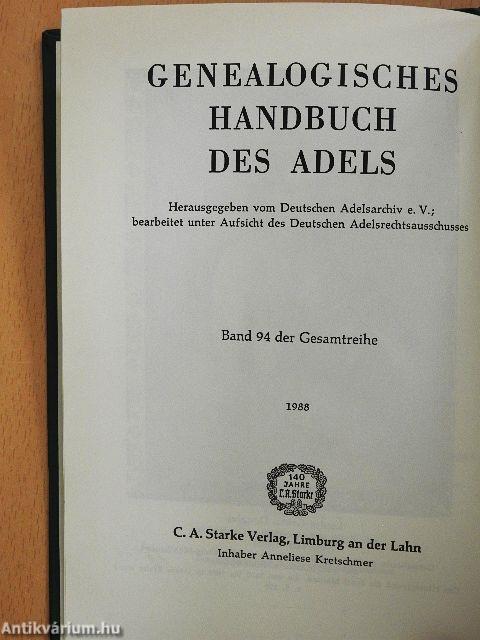 GENEALOGISCHES
HANDBUCH
DES ADELS
Herausgegeben vom Deutschen Adelsarchiv e. V.;
bearbeitet unter Aufsicht des Deutschen Adelsrechtsausschusses
Band 94 der Gesamtreihe
1988
140
JAHRE
C.A. Starke
C. A. Starke Verlag, Limburg an der Lahn
Inhaber Anneliese Kretschmer
Antikvárium.hu